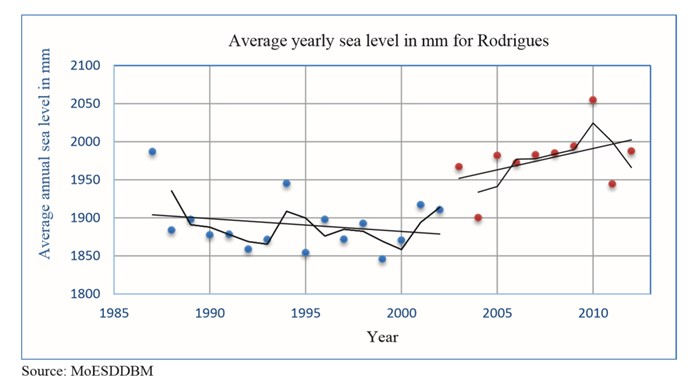 Average yearly sea level in mm for Rodrigues
Average annual sea level in mm
2100
2050
2000
1950
1900
1850
1800
1985 1990 1995 2000 2005 2010
Year
Source: MoESDDBM